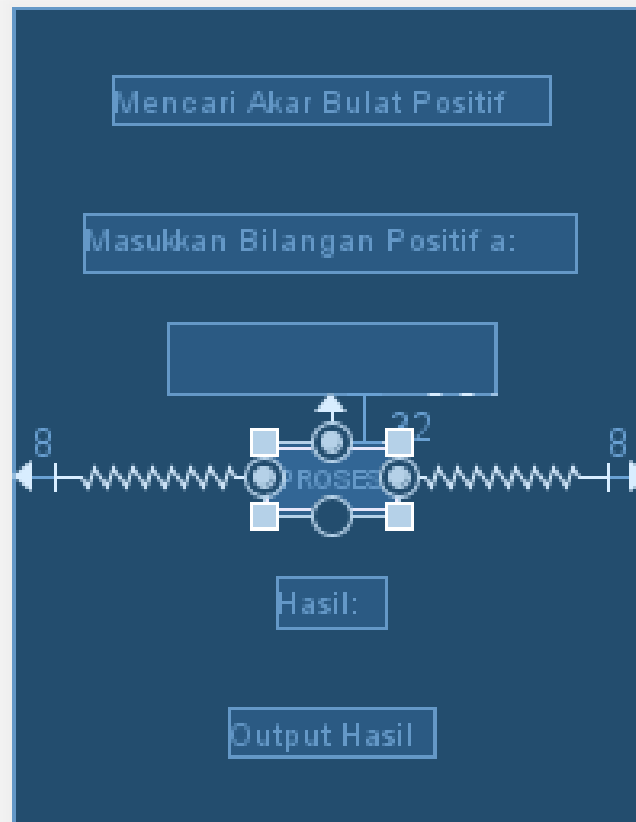 Mencari Akar Bulat Positif
Masukkan Bilangan Positif a:
32
8
8
PROSES
Hasil:
Output Hasil